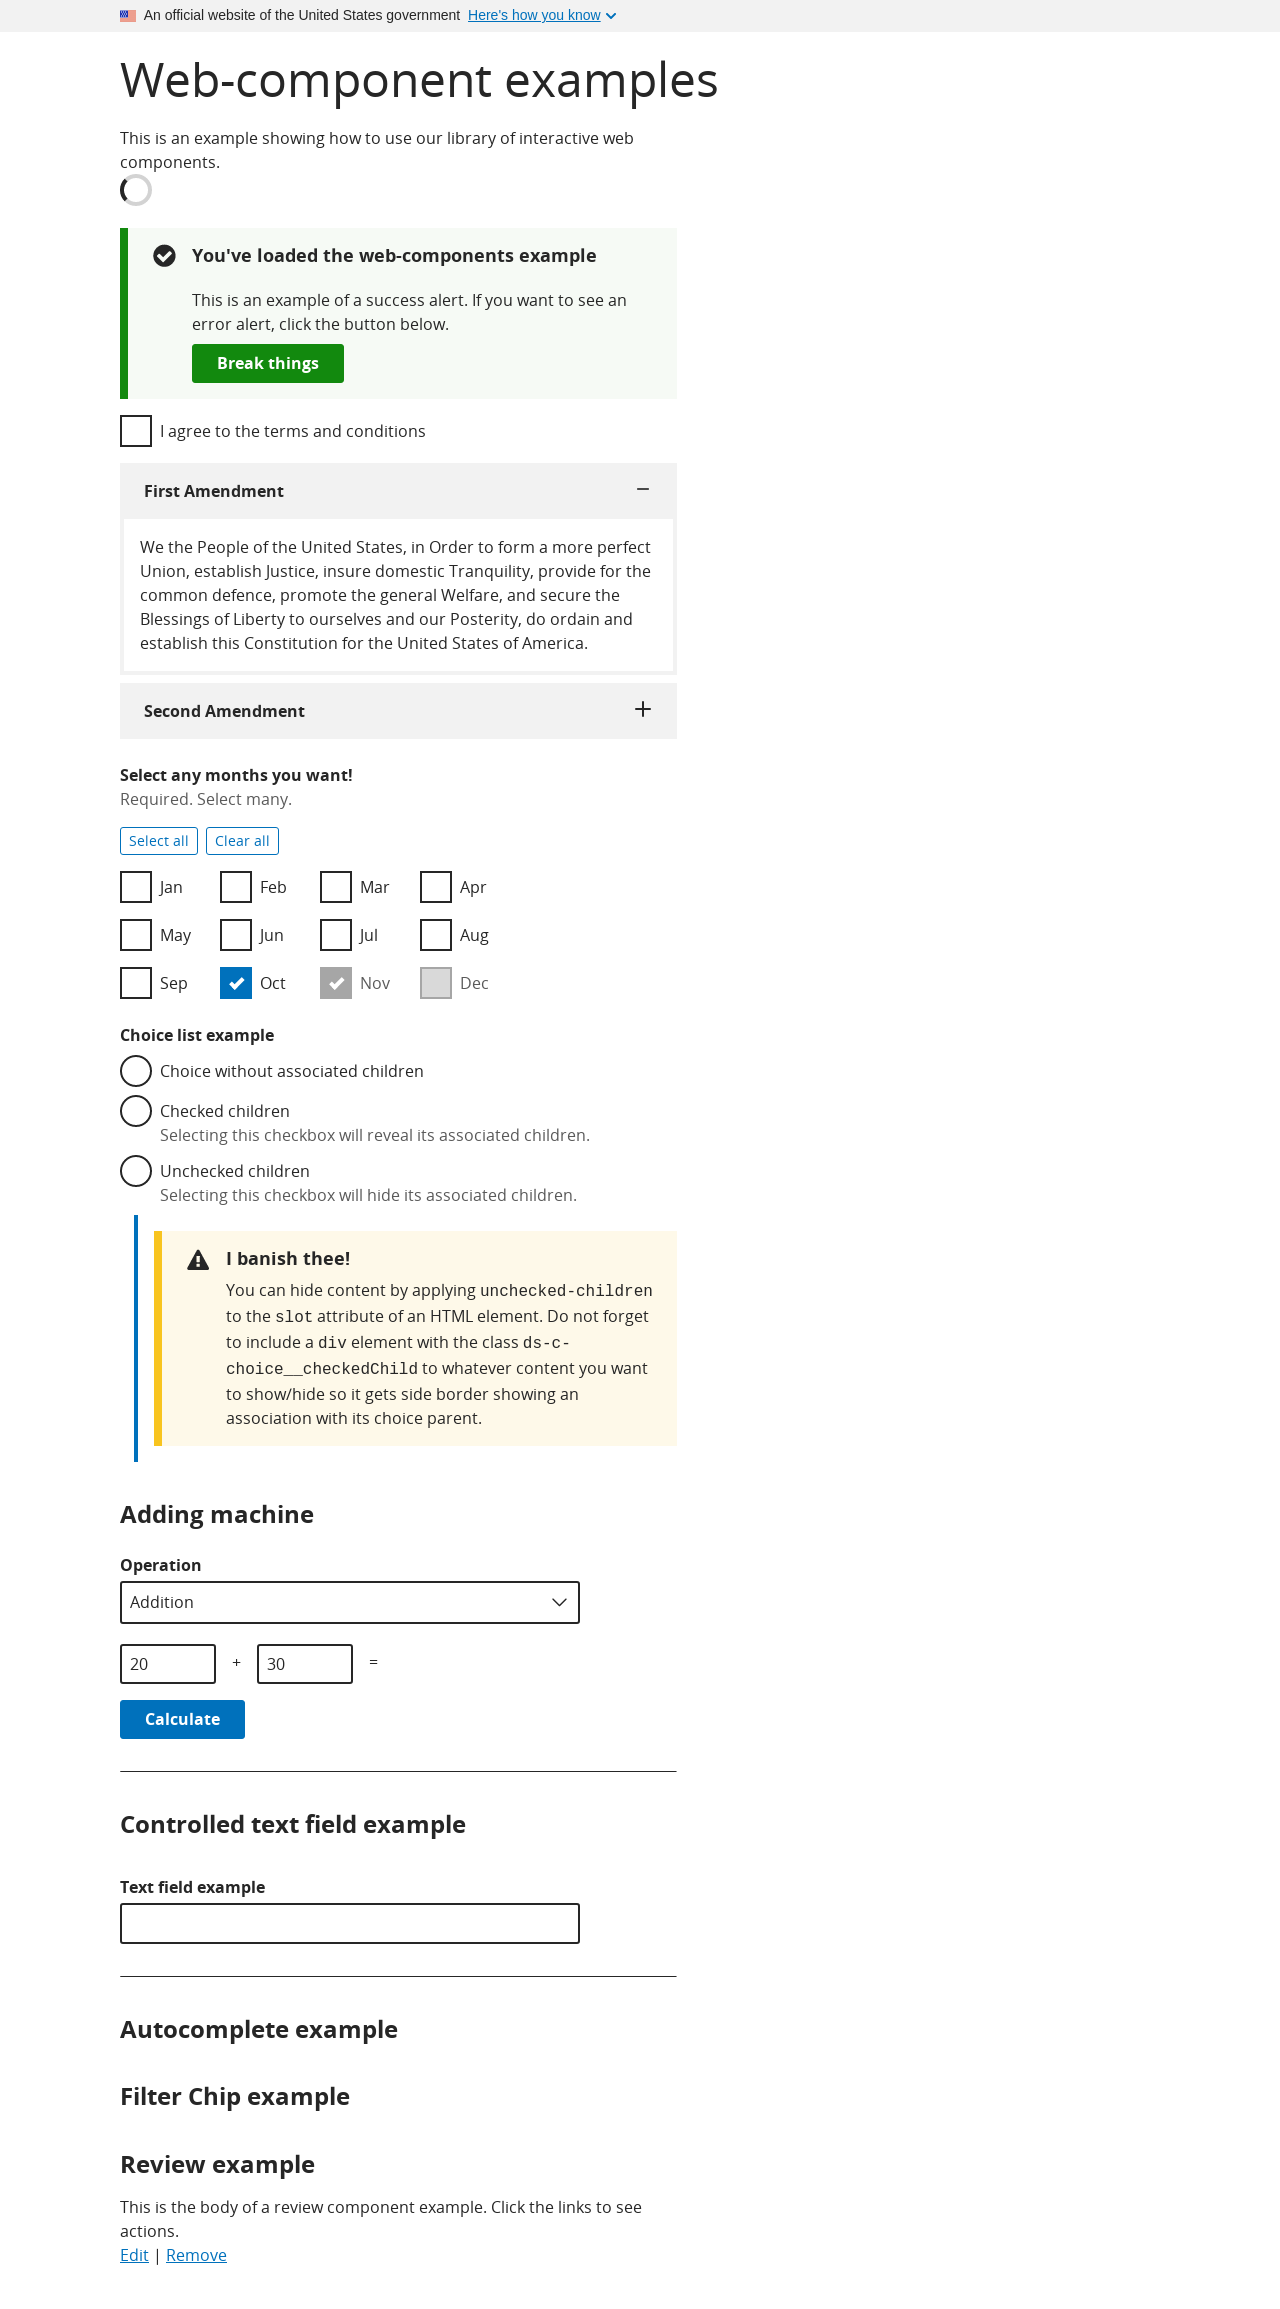 An official website of the United States government Here's how you know
Web-component examples
This is an example showing how to use our library of interactive web
components.
You've loaded the web-components example
This is an example of a success alert. If you want to see an
error alert, click the button below.
Break things
I agree to the terms and conditions
First Amendment
We the People of the United States, in Order to form a more perfect
Union, establish Justice, insure domestic Tranquility, provide for the
common defence, promote the general Welfare, and secure the
Blessings of Liberty to ourselves and our Posterity, do ordain and
establish this Constitution for the United States of America.
Second Amendment
Select any months you want!
Required. Select many.
Select all Clear all
Jan Feb Mar Apr
May Jun Jul Aug
Sep Oct Nov Dec
Choice list example
Choice without associated children
Checked children
Selecting this checkbox will reveal its associated children.
Unchecked children
Selecting this checkbox will hide its associated children.
I banish thee!
You can hide content by applying unchecked-children
to the slot attribute of an HTML element. Do not forget
to include a div element with the class ds-c-
choice__checkedChild to whatever content you want
to show/hide so it gets side border showing an
association with its choice parent.
Adding machine
Operation
Addition
20 + 30 =
Calculate
Controlled text field example
Text field example
Autocomplete example
Filter Chip example
Review example
This is the body of a review component example. Click the links to see
actions.
Edit | Remove